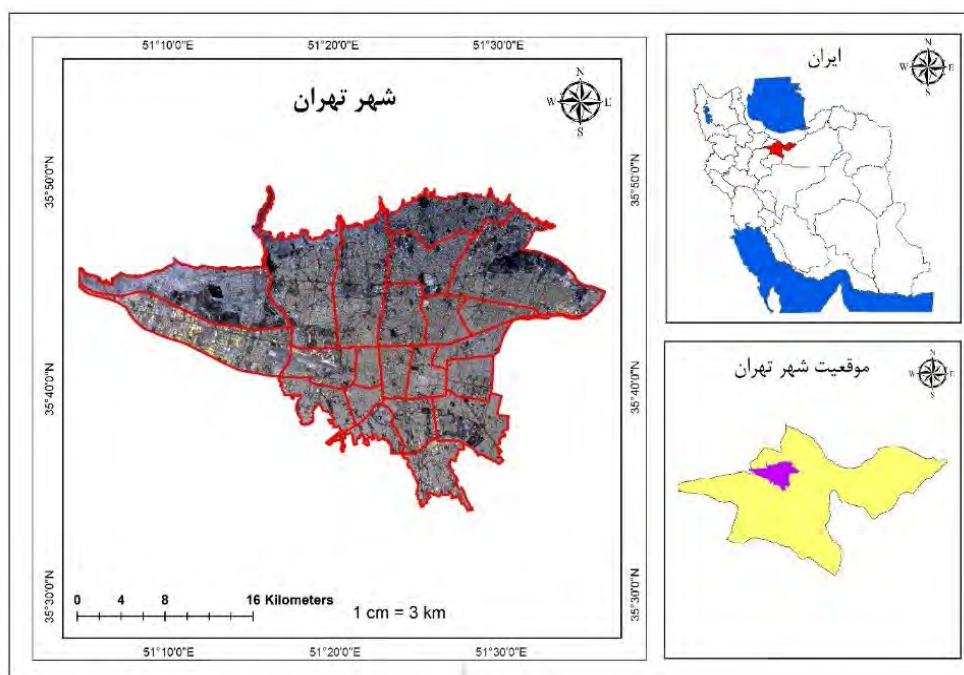 51°10'0"E 51°20'0"E 51°30'0"E
شهر تهران
N
W E
S
35°50'0"N 35°50'0"N
35°40'0"N 35°40'0"N
35°30'0"N 35°30'0"N
0 4 8 16 Kilometers
1 cm = 3 km
51°10'0"E 51°20'0"E 51°30'0"E
ایران
N
W E
S
موقعیت شهر تهران
N
W E
S